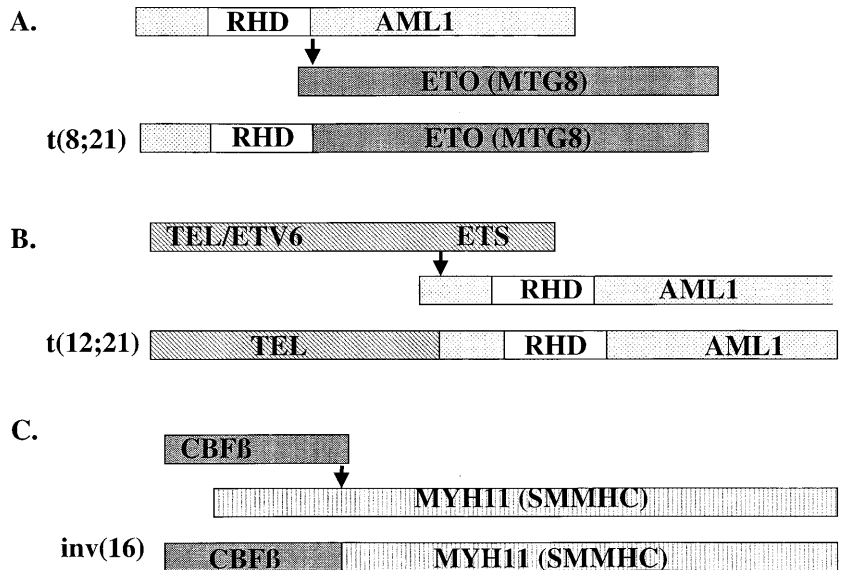 A.
RHD AML1
ETO (MTG8)
t(8;21) RHD ETO (MTG8)
B.
TEL/ETV6 ETS
RHD AML1
t(12;21) TEL RHD AML1
C.
CBFß
MYH11 (SMMHC)
inv(16) CBFß MYH11 (SMMHC)